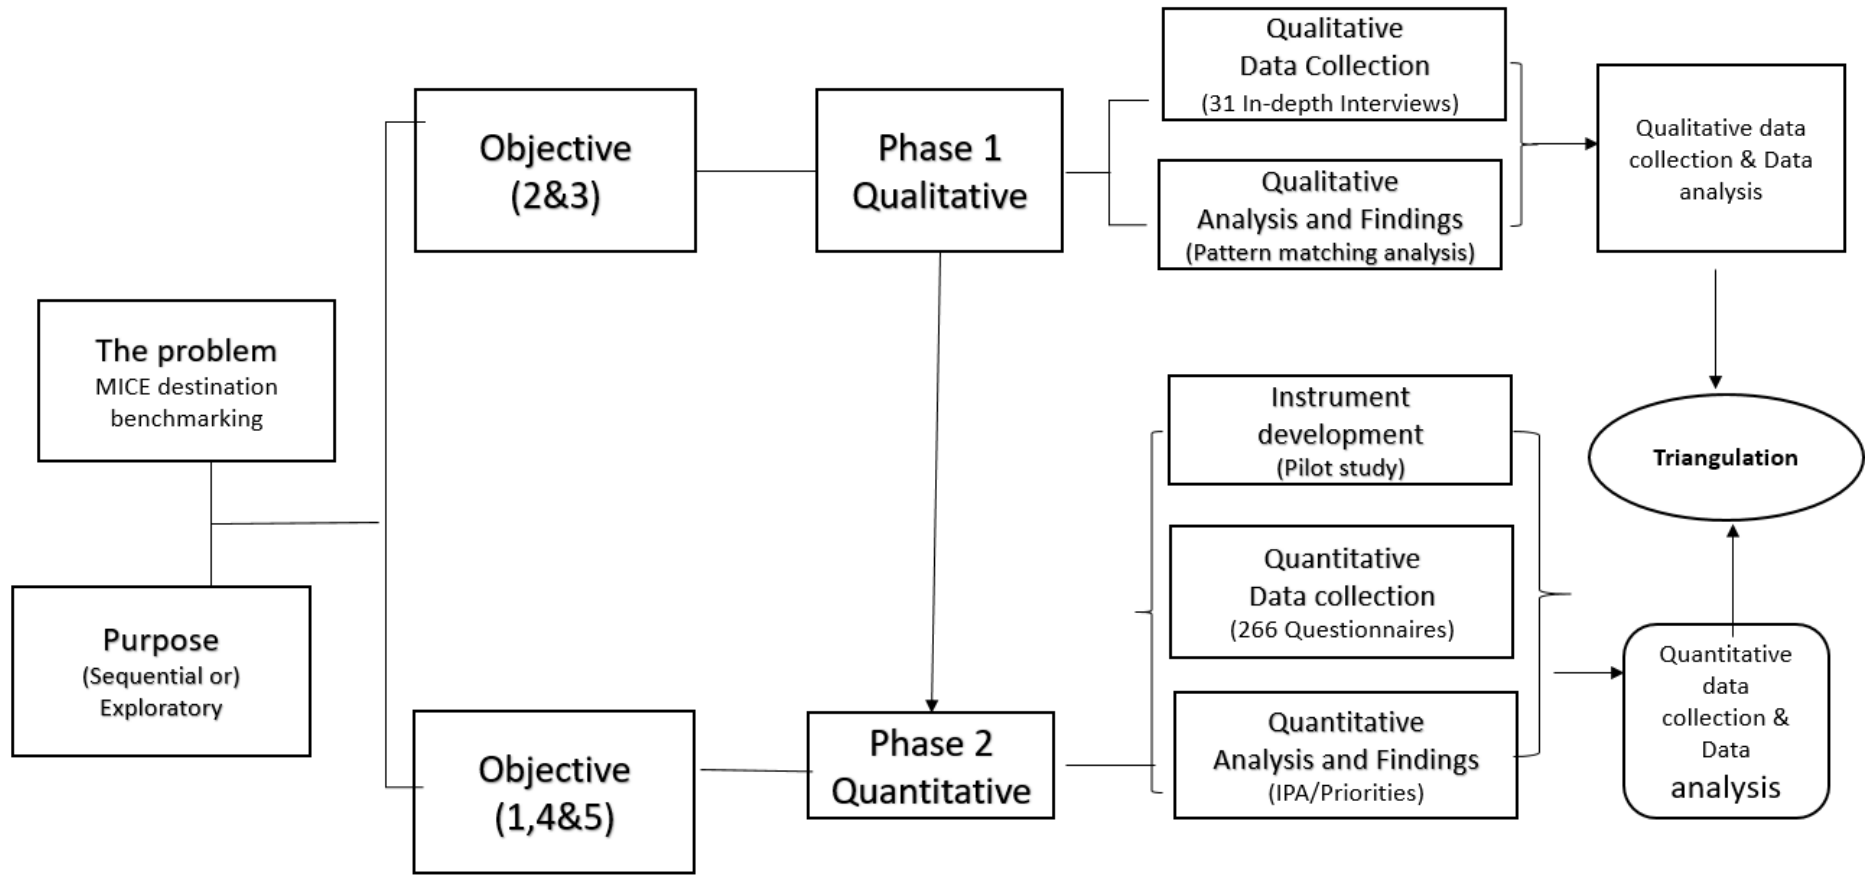 The problem
MICE destination
benchmarking
Purpose
(Sequential or)
Exploratory
Objective
(2&3)
Objective
(1,4&5)
Phase 1
Qualitative
Phase 2
Quantitative
Qualitative
Data Collection
(31 In-depth Interviews)
Qualitative
Analysis and Findings
(Pattern matching analysis)
Instrument
development
(Pilot study)
Quantitative
Data collection
(266 Questionnaires)
Quantitative
Analysis and Findings
(IPA/Priorities)
Qualitative data
collection & Data
analysis
Triangulation
Quantitative
data
collection &
Data
analysis